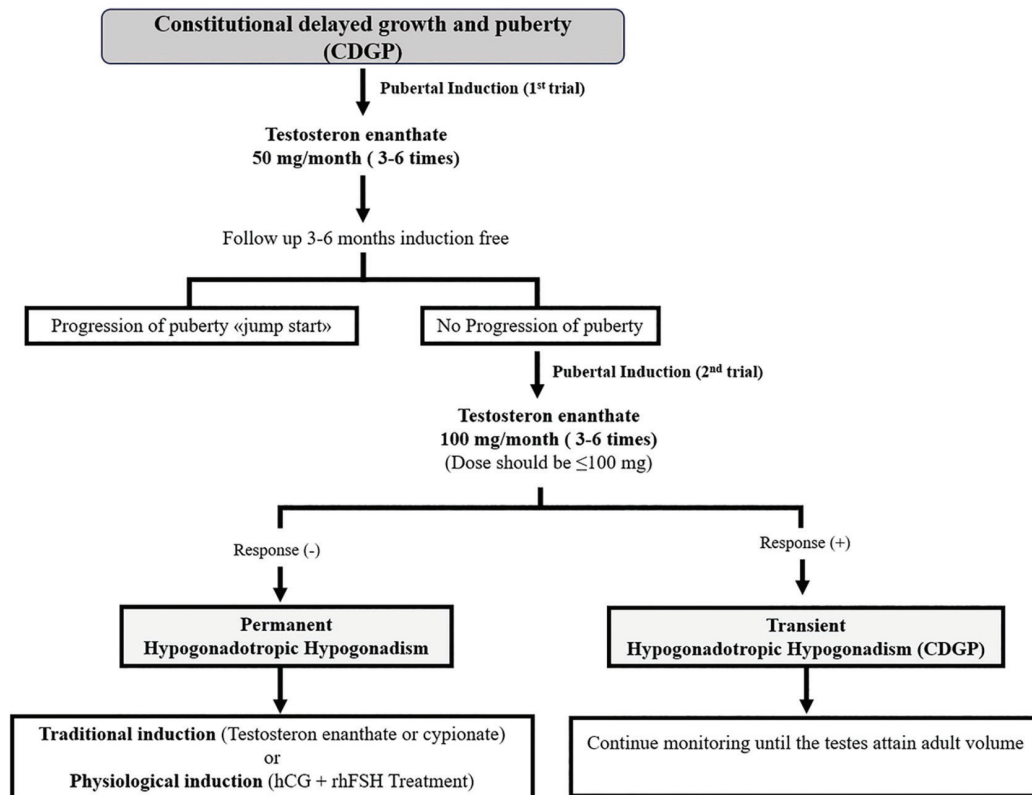 Constitutional delayed growth and puberty
(CDGP)
Pubertal Induction (1st trial)
Testosteron enanthate
50 mg/month ( 3-6 times)
Follow up 3-6 months induction free
Progression of puberty «jump start»
No Progression of puberty
Pubertal Induction (2nd trial)
Testosteron enanthate
100 mg/month ( 3-6 times)
(Dose should be ≤100 mg)
Response (-)
Response (+)
Permanent
Hypogonadotropic Hypogonadism
Transient
Hypogonadotropic Hypogonadism (CDGP)
Traditional induction (Testosteron enanthate or cypionate)
or
Physiological induction (hCG + rhFSH Treatment)
Continue monitoring until the testes attain adult volume